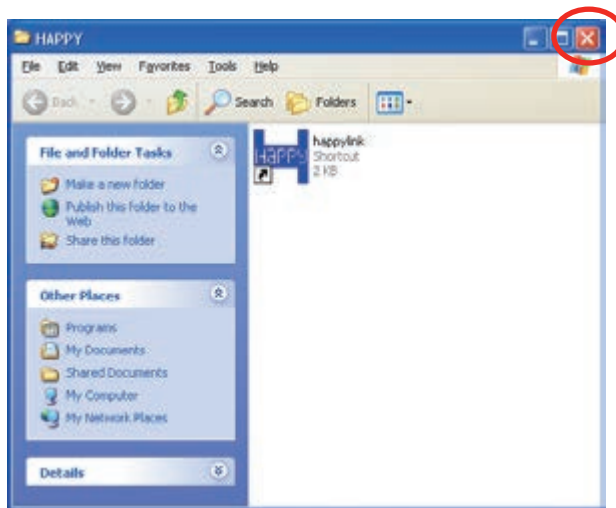 HAPPY
File Edit View Favorites Tools Help
Back Search Folders
File and Folder Tasks
Make a new folder
Publish this folder to the
Web
Share this folder
Other Places
Programs
My Documents
Shared Documents
My Computer
My Network Places
Details
HAPPY
happylink
Shortcut
2 KB